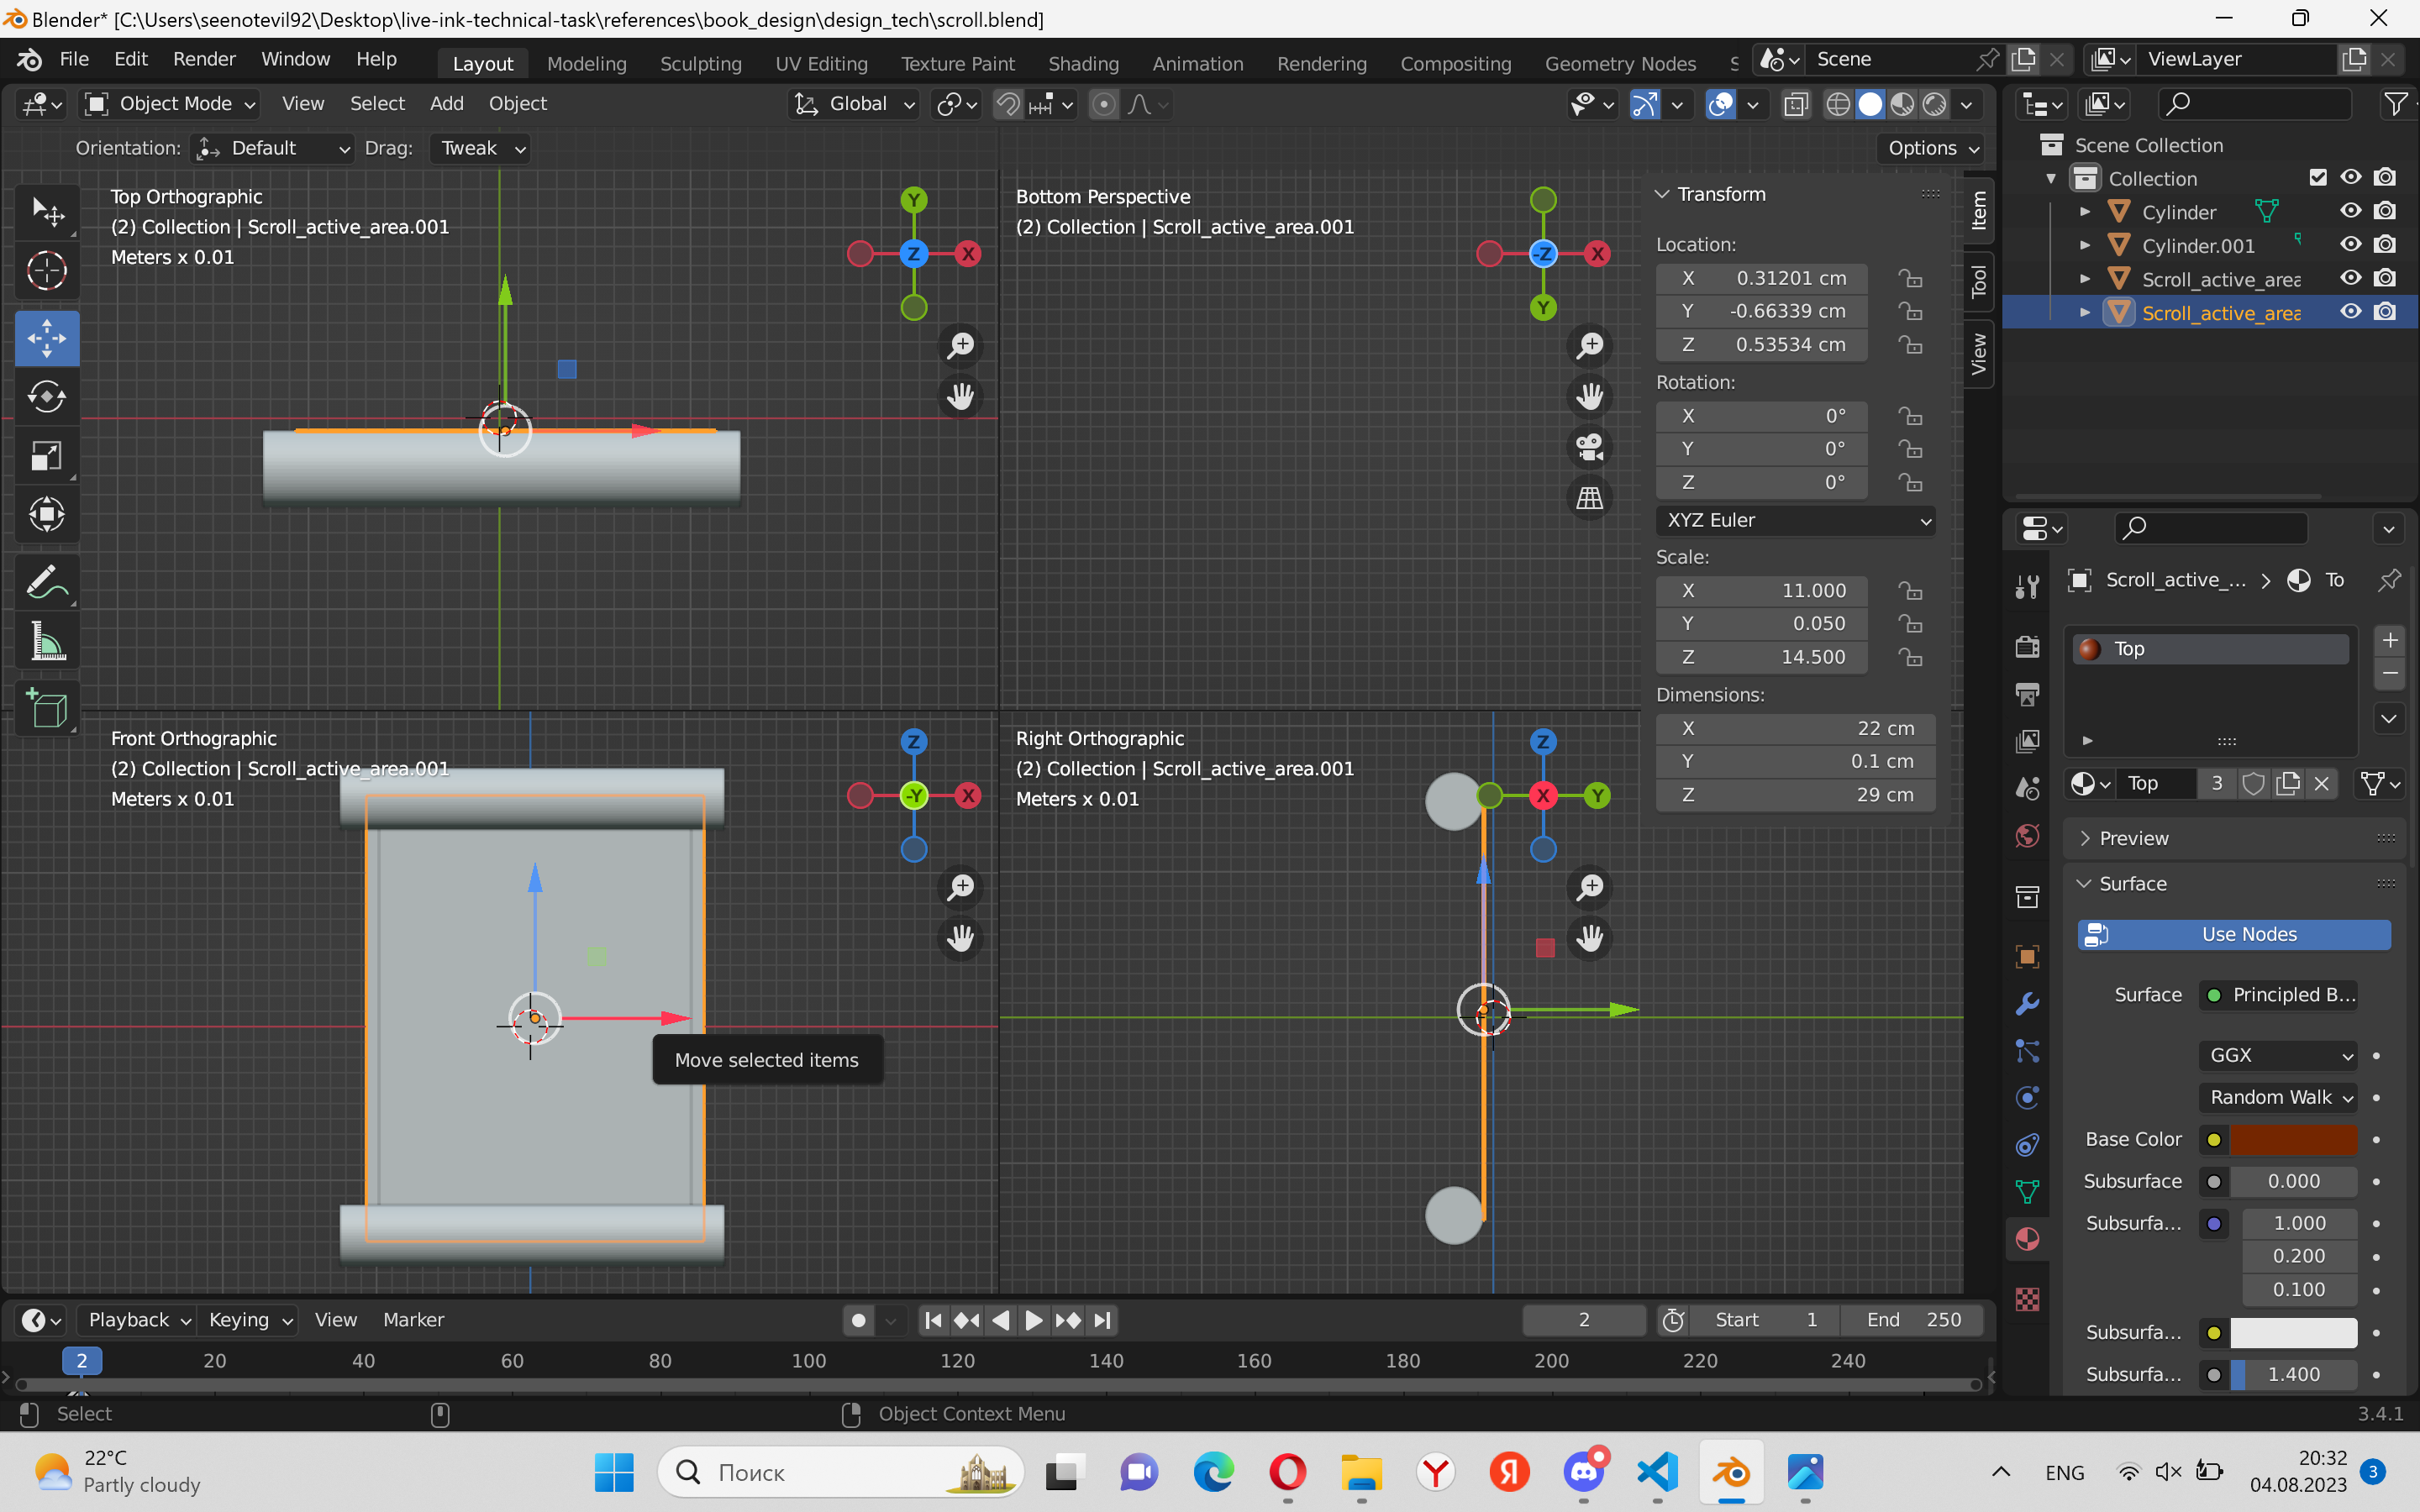 Blender* [C:\Users\seenotevil92\Desktop\live-ink-technical-task\references\book_design\design_tech\scroll.blend]
File Edit Render Window Help Layout Modeling Sculpting UV Editing Texture Paint Shading Animation Rendering Compositing Geometry Nodes Scene ViewLayer
Object Mode View Select Add Object Global
Orientation: Default Drag: Tweak Options
Top Orthographic
(2) Collection | Scroll_active_area.001
Meters x 0.01
Y
Z
X
Bottom Perspective
(2) Collection | Scroll_active_area.001
-Z
X
Y
Front Orthographic
(2) Collection | Scroll_active_area.001
Meters x 0.01
Z
-Y
X
Move selected items
Right Orthographic
(2) Collection | Scroll_active_area.001
Meters x 0.01
Z
X
Y
Transform
Location:
X 0.31201 cm
Y -0.66339 cm
Z 0.53534 cm
Rotation:
X 0°
Y 0°
Z 0°
XYZ Euler
Scale:
X 11.000
Y 0.050
Z 14.500
Dimensions:
X 22 cm
Y 0.1 cm
Z 29 cm
Item
Tool
View
Scene Collection
Collection
Cylinder
Cylinder.001
Scroll_active_area
Scroll_active_area
Scroll_active_... To
Top
Top 3
Preview
Surface
Use Nodes
Surface Principled B...
GGX
Random Walk
Base Color
Subsurface 0.000
Subsurfa... 1.000
0.200
0.100
Subsurfa...
Subsurfa... 1.400
Playback Keying View Marker 2 Start 1 End 250
2 20 40 60 80 100 120 140 160 180 200 220 240
Select Object Context Menu 3.4.1
22°C
Partly cloudy
Поиск
ENG
20:32
04.08.2023
3